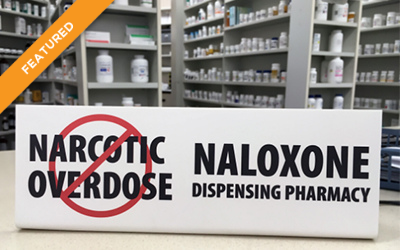 FEATURED
NARCOTIC
OVERDOSE
NALOXONE
DISPENSING PHARMACY